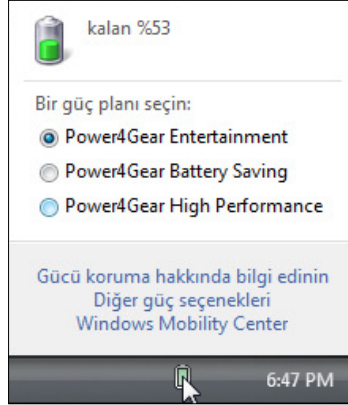 kalan %53
Bir güç planı seçin:
Power4Gear Entertainment
Power4Gear Battery Saving
Power4Gear High Performance
Gücü koruma hakkında bilgi edinin
Diğer güç seçenekleri
Windows Mobility Center
6:47 PM